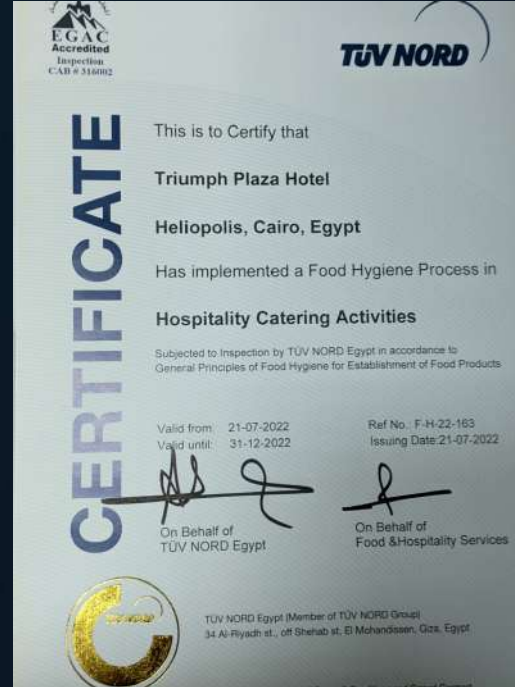 EGAC
Accredited
Inspection
CAB # 316002
TÜV NORD
CERTIFICATE
This is to Certify that
Triumph Plaza Hotel
Heliopolis, Cairo, Egypt
Has implemented a Food Hygiene Process in
Hospitality Catering Activities
Subjected to Inspection by TÜV NORD Egypt in accordance to
General Principles of Food Hygiene for Establishment of Food Products
Valid from: 21-07-2022 Ref No.: F-H-22-163
Valid until: 31-12-2022 Issuing Date:21-07-2022
On Behalf of
TÜV NORD Egypt
On Behalf of
Food &Hospitality Services
TÜV NORD
TÜV NORD Egypt (Member of TÜV NORD Group)
34 Al-Riyadh st., off Shehab st, El Mohandissen, Giza, Egypt